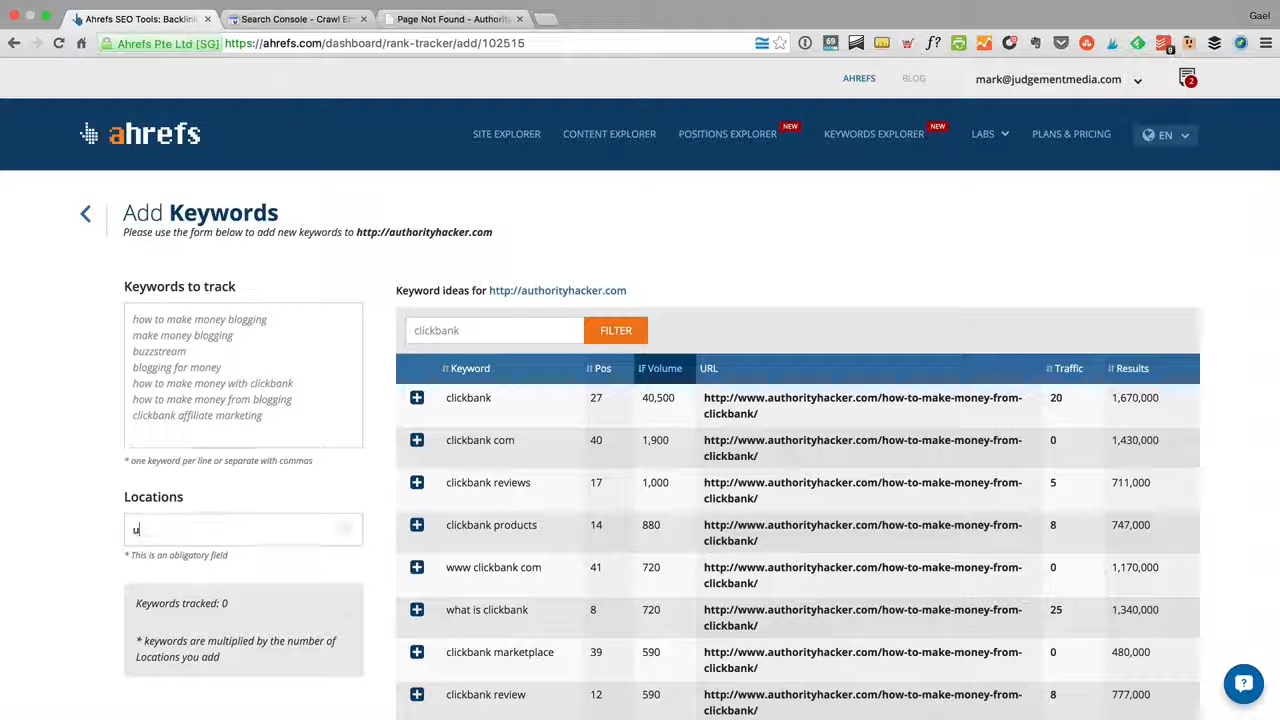 Ahrefs SEO Tools: Backlink
Search Console - Crawl Er
Page Not Found - Authority
Gael
Ahrefs Pte Ltd [SG]
https://ahrefs.com/dashboard/rank-tracker/add/102515
69
f?
9
AHREFS
BLOG
mark@judgementmedia.com
2
ahrefs
SITE EXPLORER
CONTENT EXPLORER
POSITIONS EXPLORER
NEW
KEYWORDS EXPLORER
NEW
LABS
PLANS & PRICING
EN
Add Keywords
Please use the form below to add new keywords to http://authorityhacker.com
Keywords to track
how to make money blogging
make money blogging
buzzstream
blogging for money
how to make money with clickbank
how to make money from blogging
clickbank affiliate marketing
* one keyword per line or separate with commas
Locations
u
* This is an obligatory field
Keywords tracked: 0
* keywords are multiplied by the number of
Locations you add
Keyword ideas for http://authorityhacker.com
clickbank
FILTER
Keyword Pos Volume URL Traffic Results
clickbank 27 40,500 http://www.authorityhacker.com/how-to-make-money-from- 20 1,670,000
clickbank/
clickbank com 40 1,900 http://www.authorityhacker.com/how-to-make-money-from- 0 1,430,000
clickbank/
clickbank reviews 17 1,000 http://www.authorityhacker.com/how-to-make-money-from- 5 711,000
clickbank/
clickbank products 14 880 http://www.authorityhacker.com/how-to-make-money-from- 8 747,000
clickbank/
www clickbank com 41 720 http://www.authorityhacker.com/how-to-make-money-from- 0 1,170,000
clickbank/
what is clickbank 8 720 http://www.authorityhacker.com/how-to-make-money-from- 25 1,340,000
clickbank/
clickbank marketplace 39 590 http://www.authorityhacker.com/how-to-make-money-from- 0 480,000
clickbank/
clickbank review 12 590 http://www.authorityhacker.com/how-to-make-money-from- 8 777,000
clickbank/